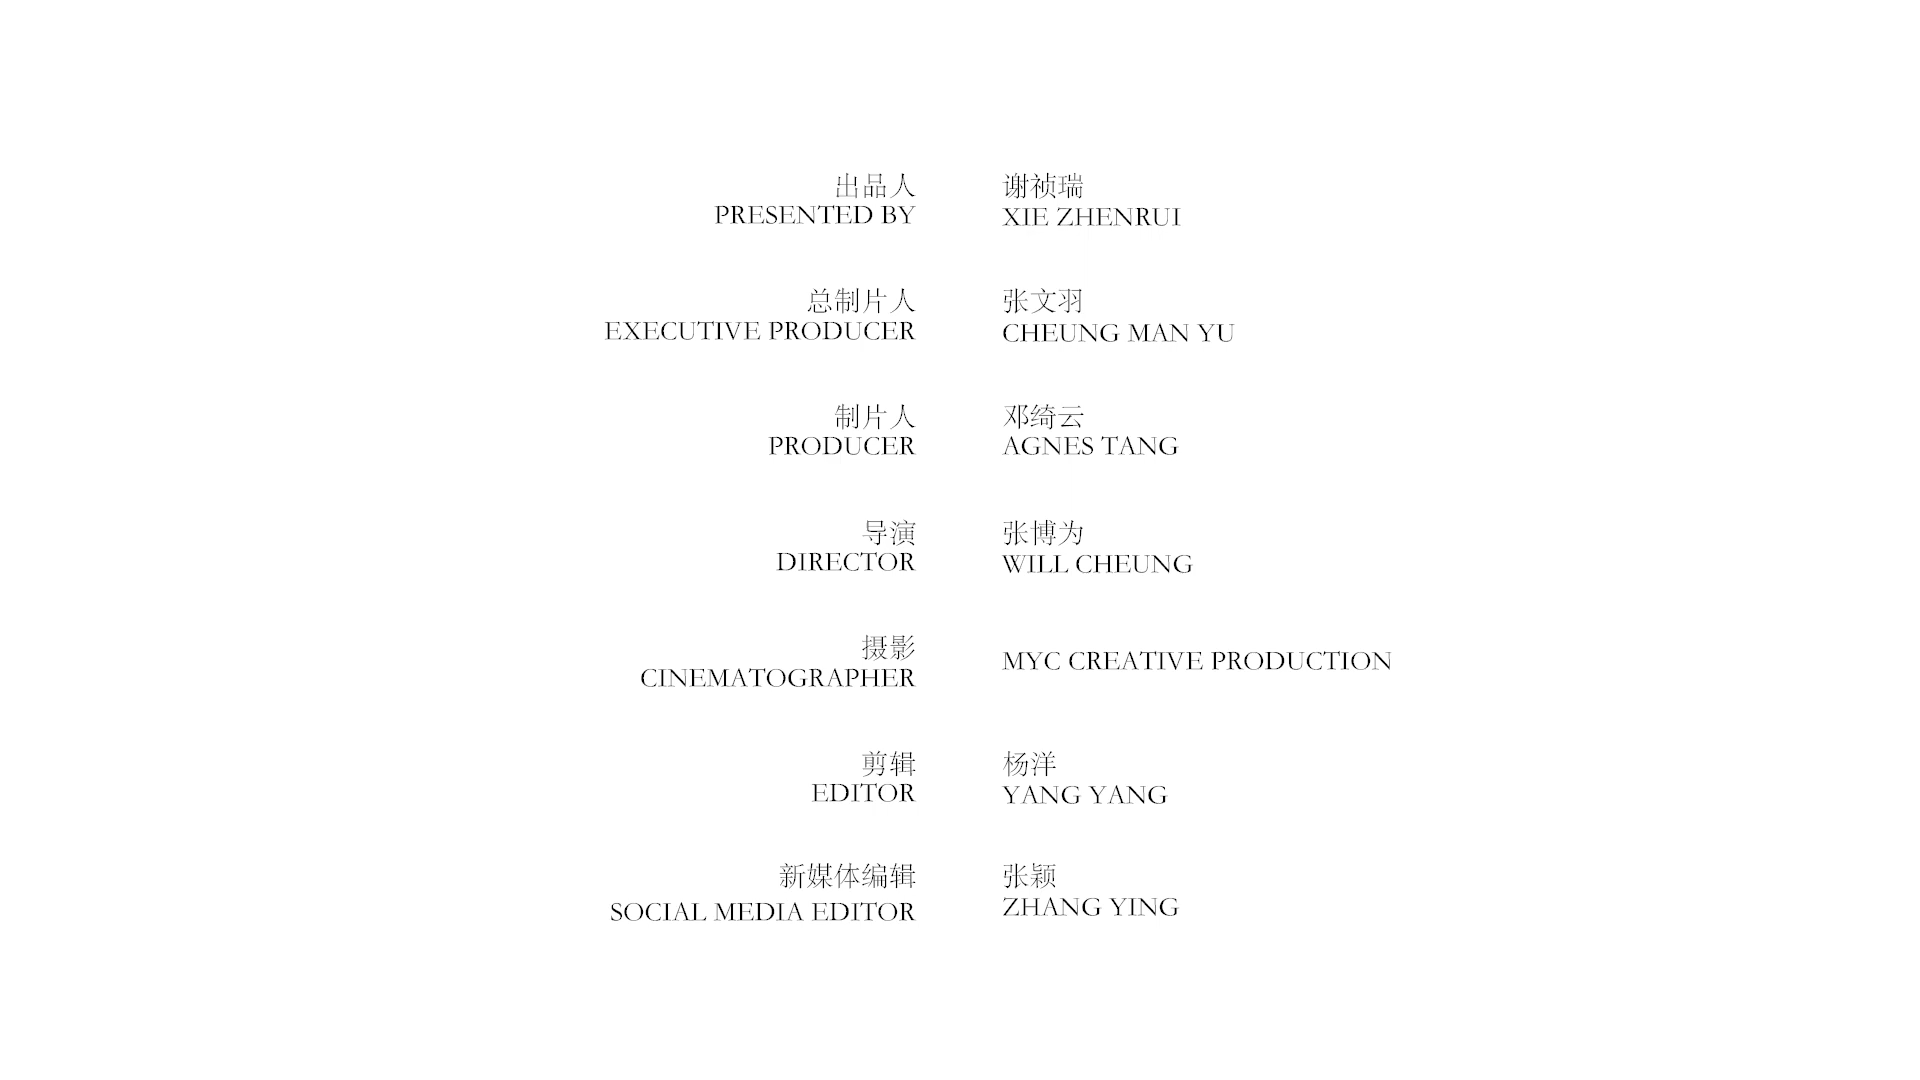 出品人 谢祯瑞
PRESENTED BY XIE ZHENRUI
总制片人 张文羽
EXECUTIVE PRODUCER CHEUNG MAN YU
制片人 邓绮云
PRODUCER AGNES TANG
导演 张博为
DIRECTOR WILL CHEUNG
摄影
CINEMATOGRAPHER MYC CREATIVE PRODUCTION
剪辑 杨洋
EDITOR YANG YANG
新媒体编辑 张颖
SOCIAL MEDIA EDITOR ZHANG YING